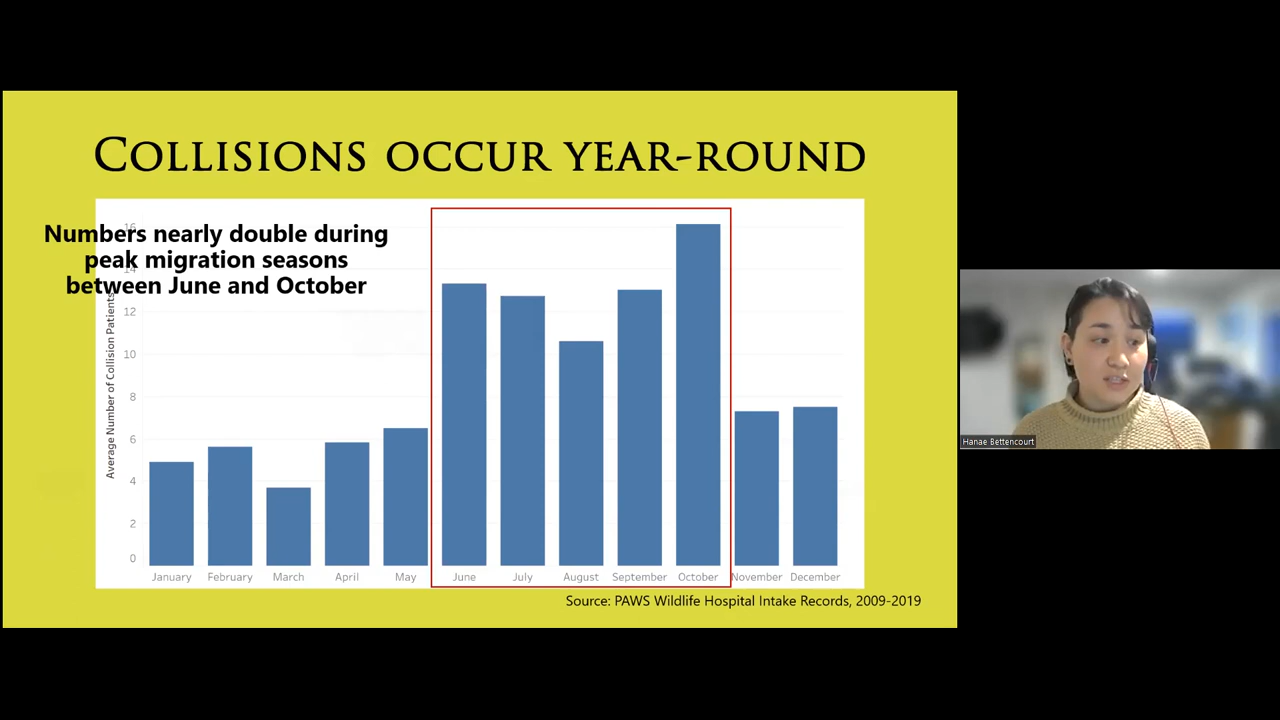 COLLISIONS OCCUR YEAR-ROUND
Numbers nearly double during
peak migration seasons
between June and October
Average Number of Collision Patients
16
14
12
10
8
6
4
2
0
January February March April May June July August September October November December
Source: PAWS Wildlife Hospital Intake Records, 2009-2019
Hanae Bettencourt